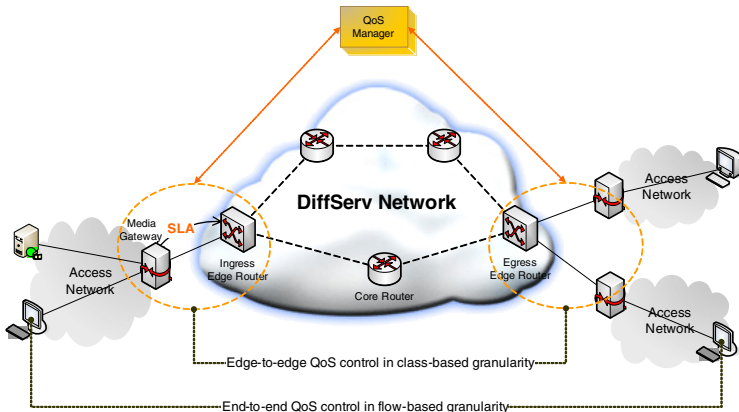 QoS
Manager
Access
Network
DiffServ Network
Media
Gateway
SLA
Access
Network
Ingress
Edge Router
Egress
Edge Router
Core Router
Access
Network
Edge-to-edge QoS control in class-based granularity
End-to-end QoS control in flow-based granularity